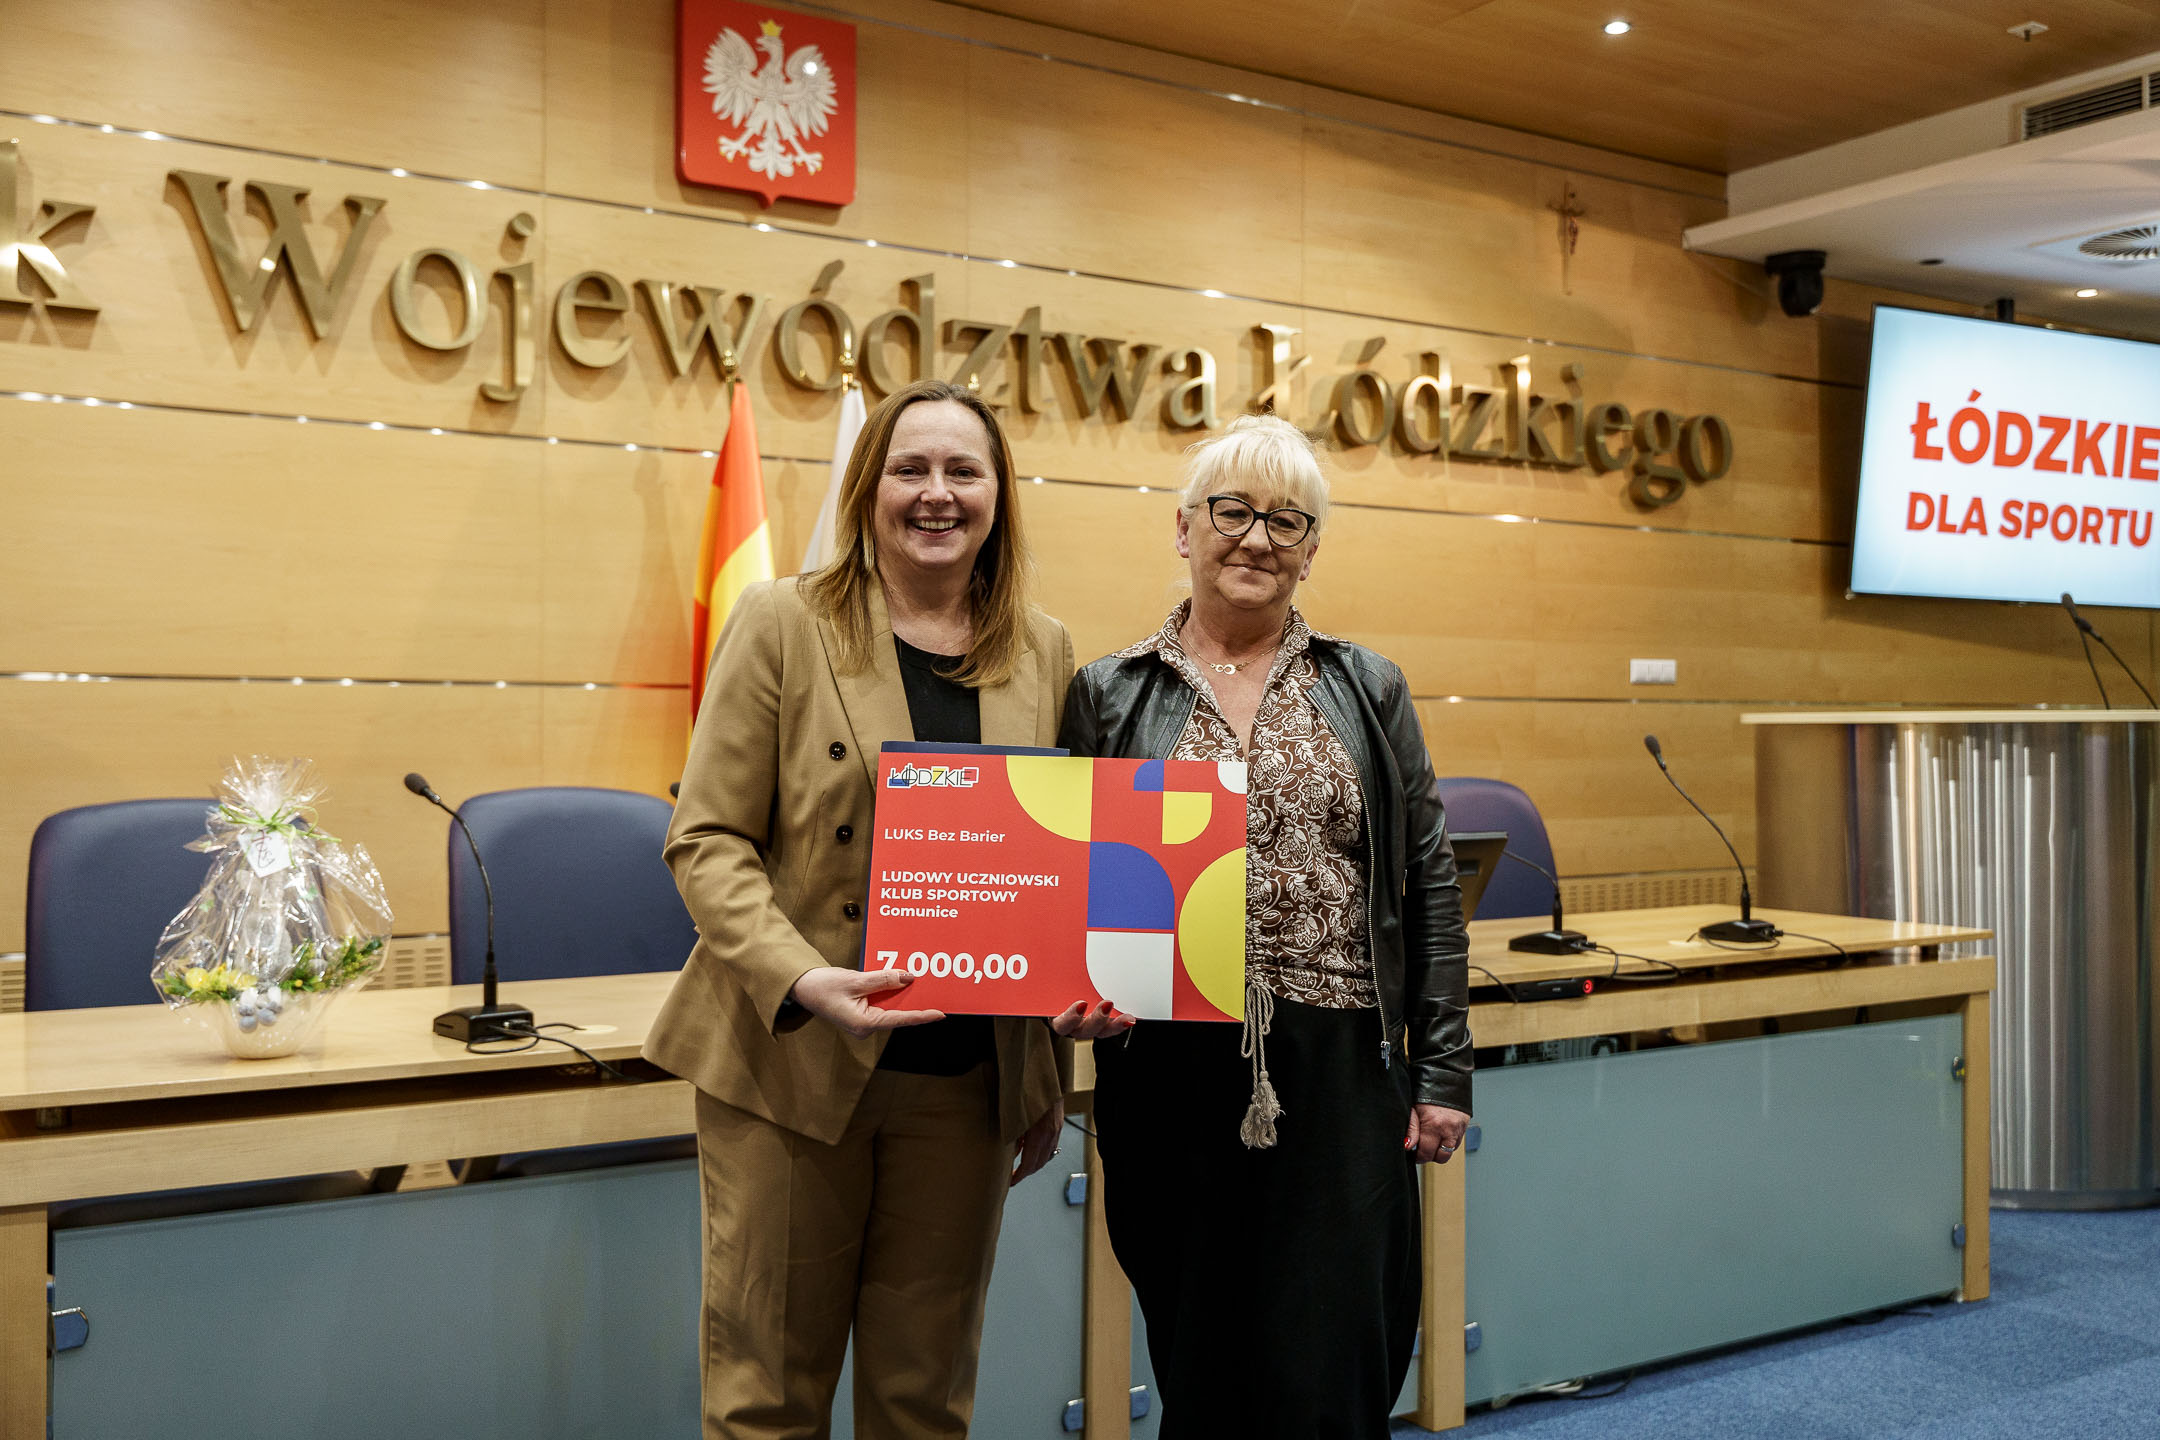 k Województwa Łódzkiego
ŁÓDZKIE
DLA SPORTU
ŁÓDZKIE
LUKS Bez Barier
LUDOWY UCZNIOWSKI
KLUB SPORTOWY
Gomunice
7.000,00